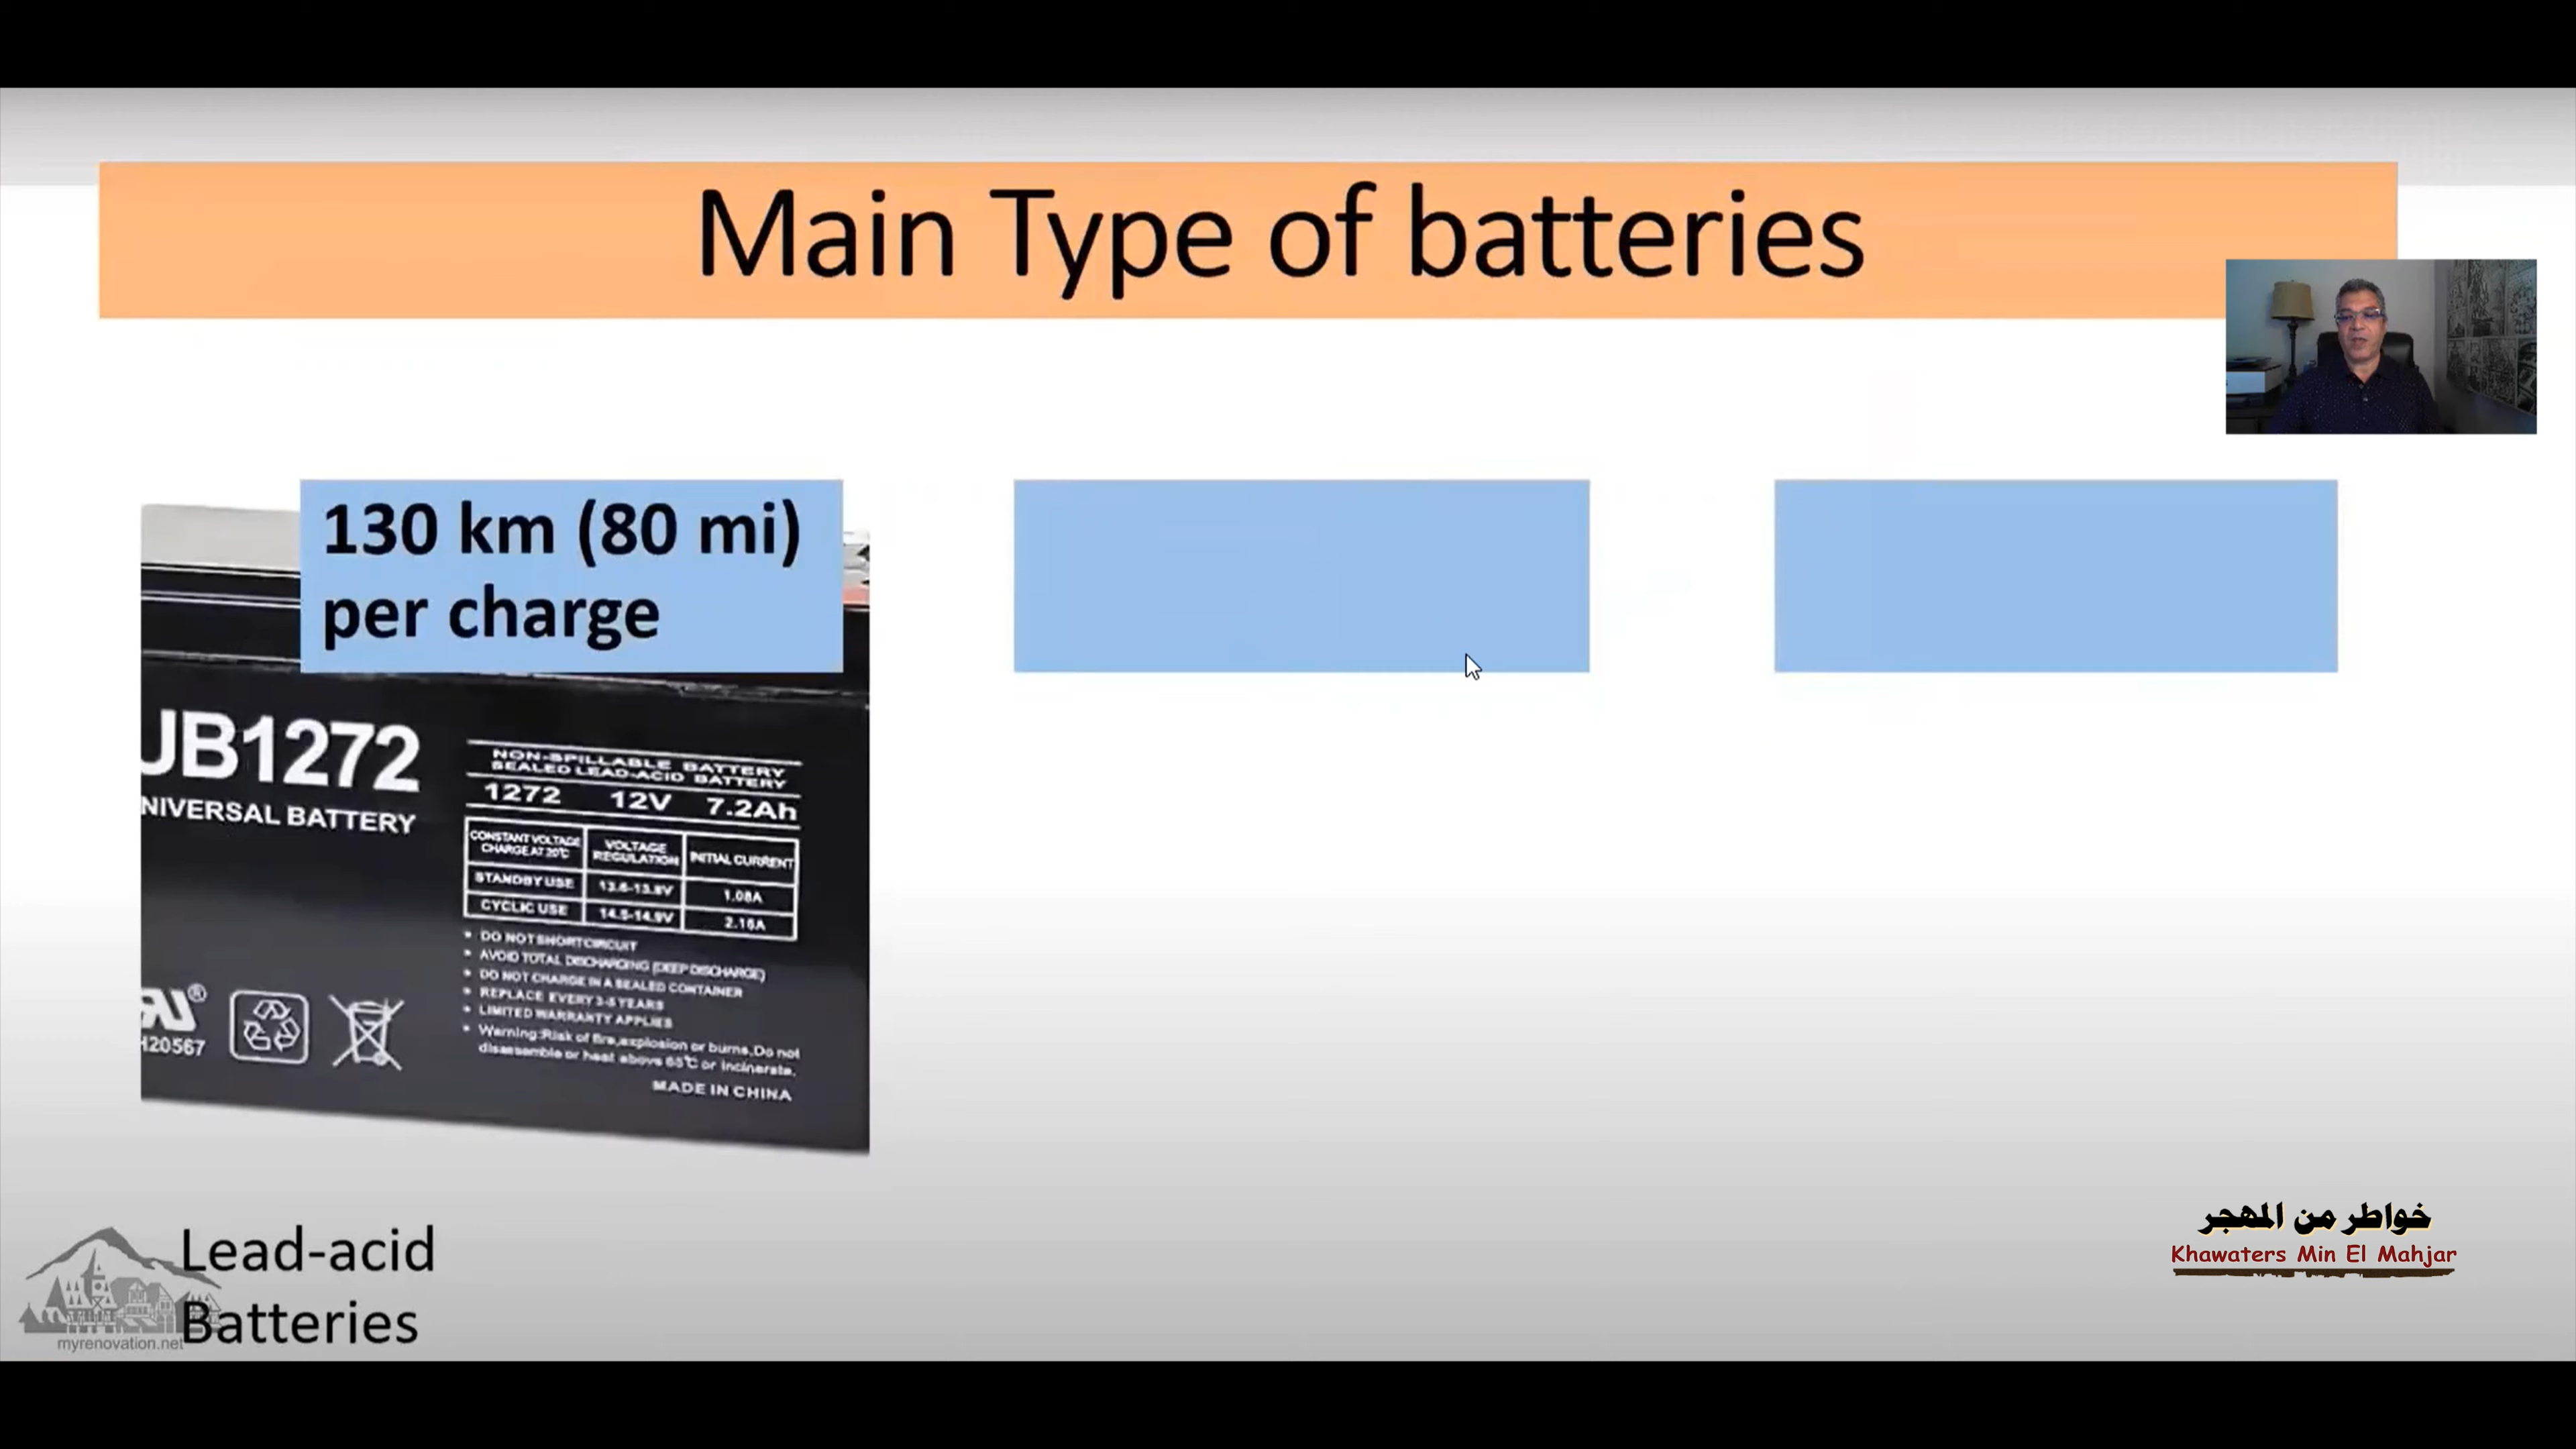 Main Type of batteries
130 km (80 mi)
per charge
UB1272
NIVERSAL BATTERY
NON-SPILLABLE BATTERY
SEALED LEAD-ACID BATTERY
1272 12V 7.2Ah
CONSTANT VOLTAGE CHARGE AT 20℃ VOLTAGE REGULATION INITIAL CURRENT
STANDBY USE 13.6-13.8V 1.08A
CYCLIC USE 14.5-14.9V 2.16A
• DO NOT SHORT CIRCUIT
• AVOID TOTAL DISCHARGING (DEEP DISCHARGE)
• DO NOT CHARGE IN A SEALED CONTAINER
• REPLACE EVERY 3-5 YEARS
• LIMITED WARRANTY APPLIES
• Warning:Risk of fire,explosion or burns.Do not
disassemble or heat above 65℃ or incinerate.
MADE IN CHINA
®
H20567
Lead-acid
Batteries
myrenovation.net
خواطر من المهجر
Khawaters Min El Mahjar